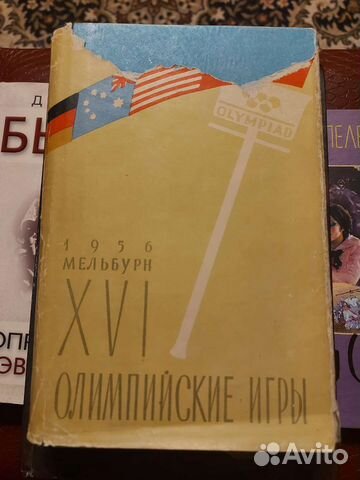 OLYMPIAD
1956
МЕЛЬБУРН
XVI
ОЛИМПИЙСКИЕ ИГРЫ
Avito